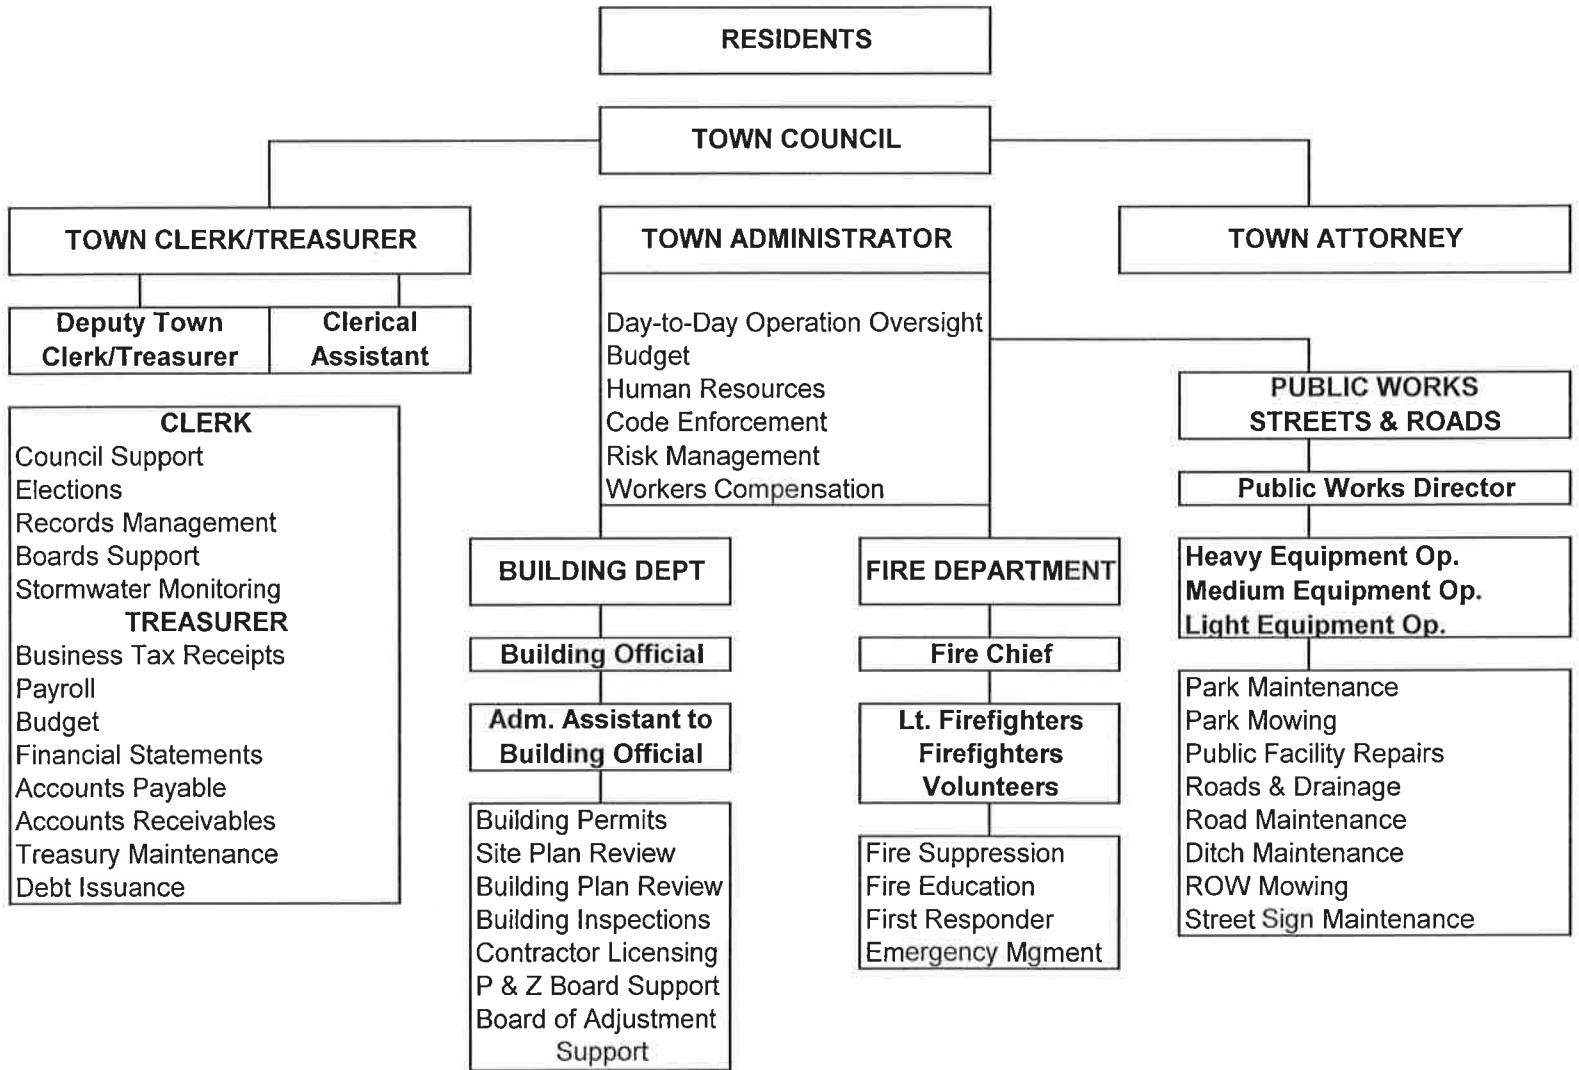 RESIDENTS
TOWN COUNCIL
TOWN CLERK/TREASURER
TOWN ADMINISTRATOR
TOWN ATTORNEY
Deputy Town
Clerk/Treasurer
Clerical
Assistant
CLERK
Council Support
Elections
Records Management
Boards Support
Stormwater Monitoring
TREASURER
Business Tax Receipts
Payroll
Budget
Financial Statements
Accounts Payable
Accounts Receivables
Treasury Maintenance
Debt Issuance
Day-to-Day Operation Oversight
Budget
Human Resources
Code Enforcement
Risk Management
Workers Compensation
BUILDING DEPT
Building Official
Adm. Assistant to
Building Official
Building Permits
Site Plan Review
Building Plan Review
Building Inspections
Contractor Licensing
P & Z Board Support
Board of Adjustment
Support
FIRE DEPARTMENT
Fire Chief
Lt. Firefighters
Firefighters
Volunteers
Fire Suppression
Fire Education
First Responder
Emergency Mgment
PUBLIC WORKS
STREETS & ROADS
Public Works Director
Heavy Equipment Op.
Medium Equipment Op.
Light Equipment Op.
Park Maintenance
Park Mowing
Public Facility Repairs
Roads & Drainage
Road Maintenance
Ditch Maintenance
ROW Mowing
Street Sign Maintenance